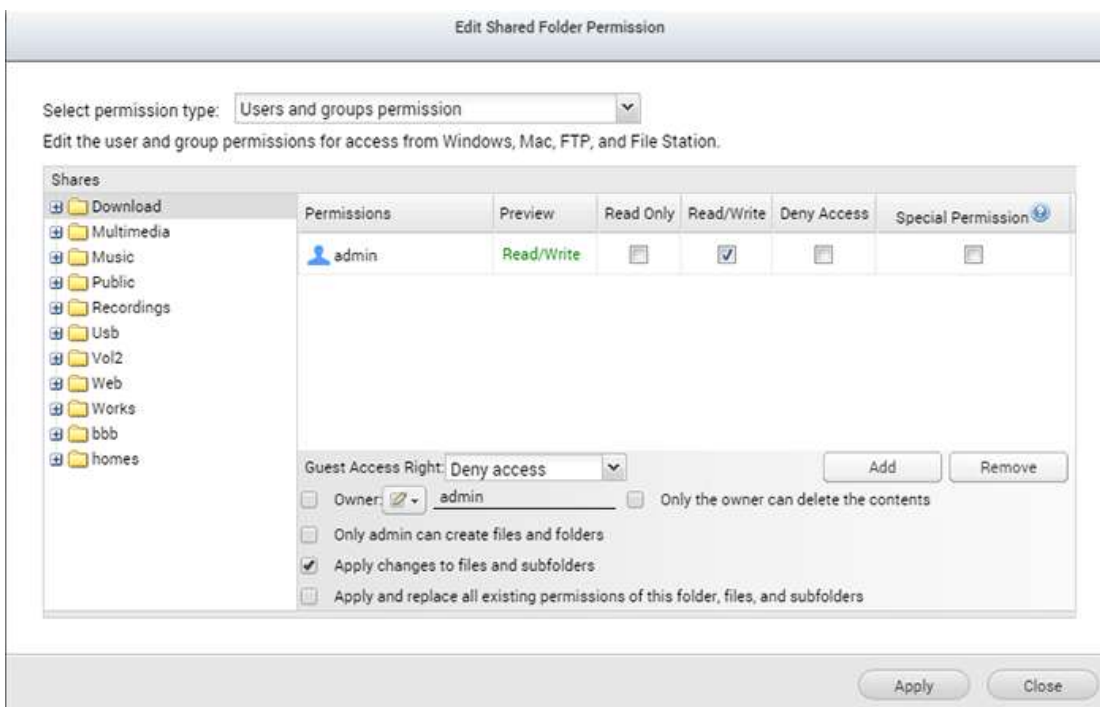 Edit Shared Folder Permission
Select permission type: Users and groups permission
Edit the user and group permissions for access from Windows, Mac, FTP, and File Station.
Shares
Download
Multimedia
Music
Public
Recordings
Usb
Vol2
Web
Works
bbb
homes
Permissions Preview Read Only Read/Write Deny Access Special Permission
admin Read/Write
Guest Access Right: Deny access Add Remove
Owner: admin Only the owner can delete the contents
Only admin can create files and folders
Apply changes to files and subfolders
Apply and replace all existing permissions of this folder, files, and subfolders
Apply Close